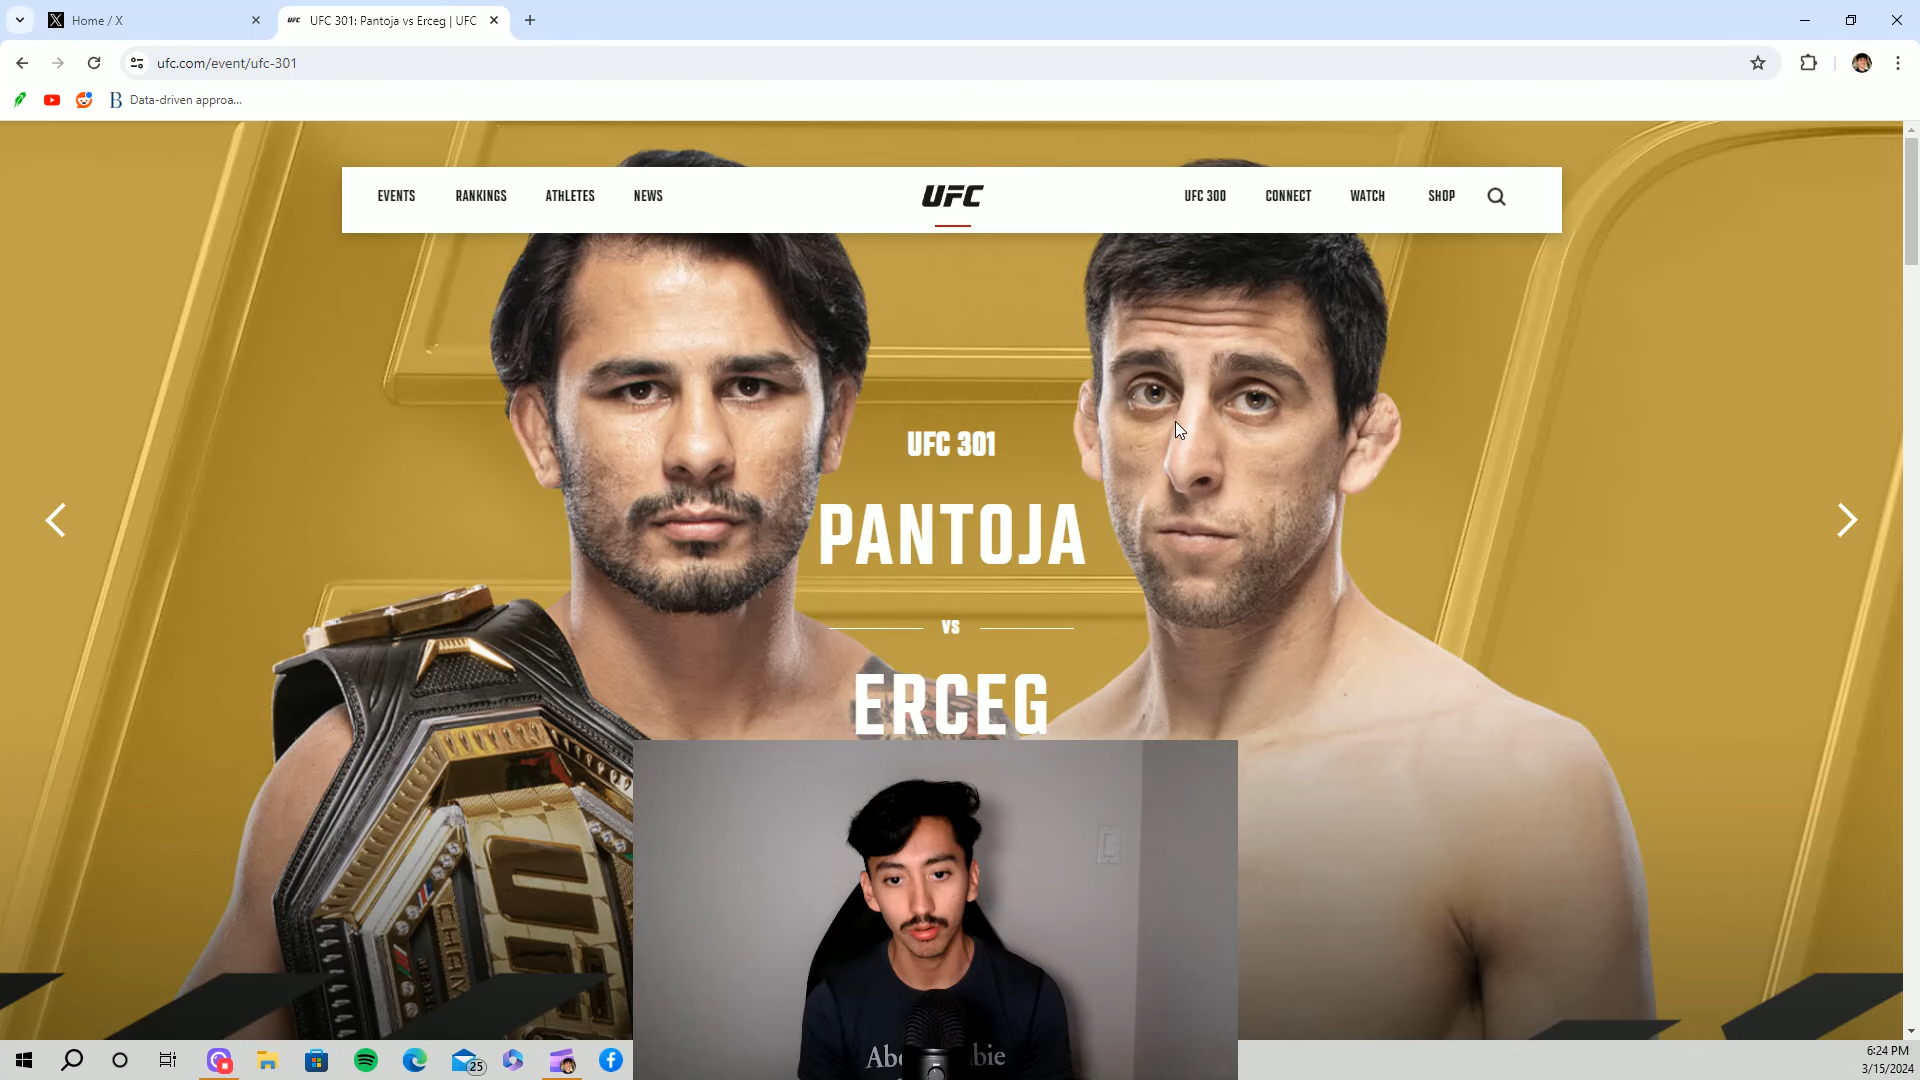 Home / X
UFC 301: Pantoja vs Erceg | UFC
ufc.com/event/ufc-301
Data-driven approa...
EVENTS
RANKINGS
ATHLETES
NEWS
UFC
UFC 300
CONNECT
WATCH
SHOP
UFC 301
PANTOJA
VS
ERCEG
25
6:24 PM
3/15/2024